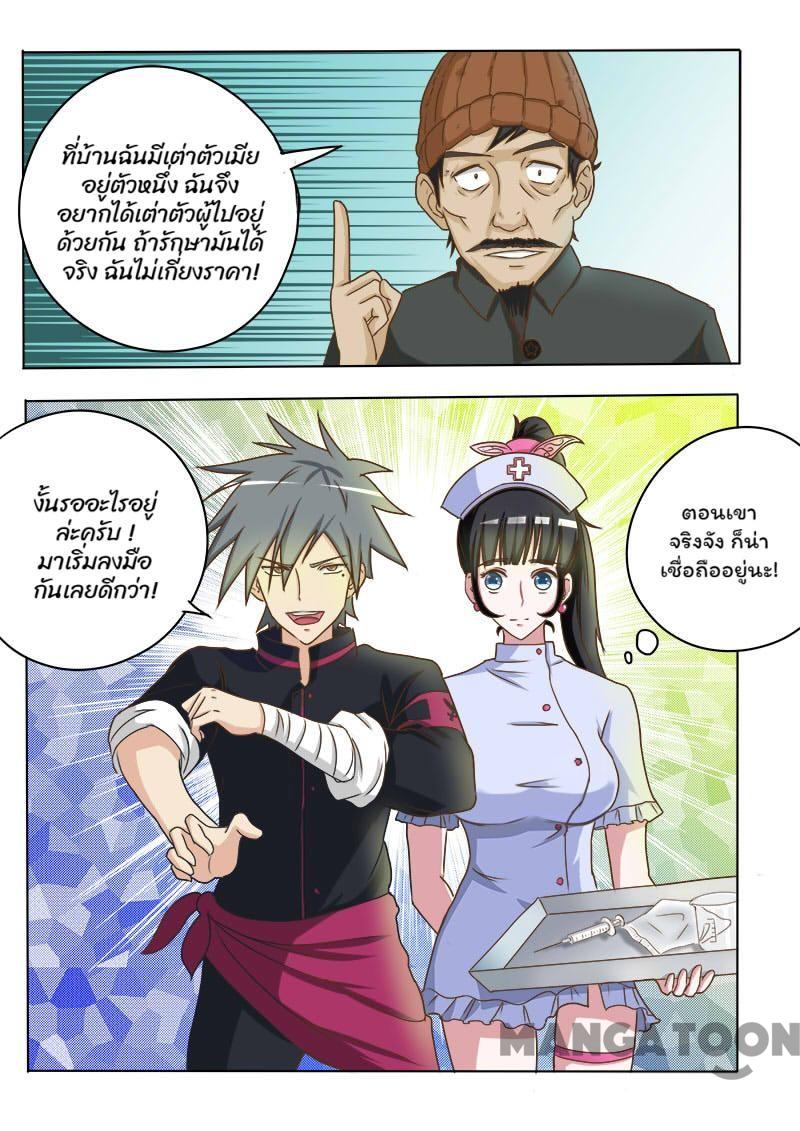 ที่บ้านฉันมีเต่าตัวเมีย
อยู่ตัวหนึ่ง ฉันจึง
อยากได้เต่าตัวผู้ไปอยู่
ด้วยกัน ถ้ารักษามันได้
จริง ฉันไม่เกี่ยงราคา!
งั้นรออะไรอยู่
ล่ะครับ !
มาเริ่มลงมือ
กันเลยดีกว่า!
ตอนเขา
จริงจัง ก็น่า
เชื่อถืออยู่นะ!
MANGATOON